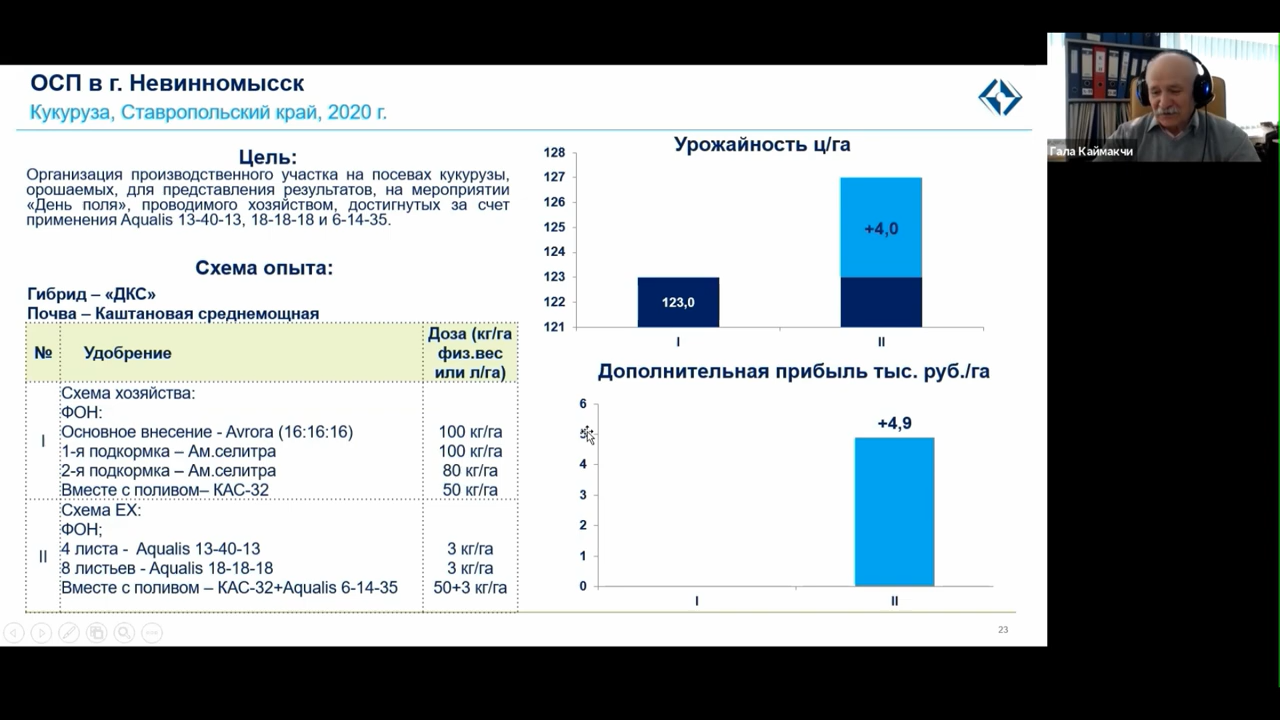 ОСП в г. Невинномысск
Кукуруза, Ставропольский край, 2020 г.
Цель:
Организация производственного участка на посевах кукурузы,
орошаемых, для представления результатов, на мероприятии
«День поля», проводимого хозяйством, достигнутых за счет
применения Aqualis 13-40-13, 18-18-18 и 6-14-35.
Схема опыта:
Гибрид – «ДКС»
Почва – Каштановая среднемощная
№ Удобрение Доза (кг/га
физ.вес
или л/га)
I
Схема хозяйства:
ФОН:
Основное внесение - Avrora (16:16:16) 100 кг/га
1-я подкормка – Ам.селитра 100 кг/га
2-я подкормка – Ам.селитра 80 кг/га
Вместе с поливом– КАС-32 50 кг/га
II
Схема ЕХ:
ФОН;
4 листа - Aqualis 13-40-13 3 кг/га
8 листьев - Aqualis 18-18-18 3 кг/га
Вместе с поливом – КАС-32+Aqualis 6-14-35 50+3 кг/га
Урожайность ц/га
128
127
126
125
124
123
122
121
123,0
+4,0
I II
Дополнительная прибыль тыс. руб./га
6
5
4
3
2
1
0
+4,9
I II
23
Гала Каймакчи